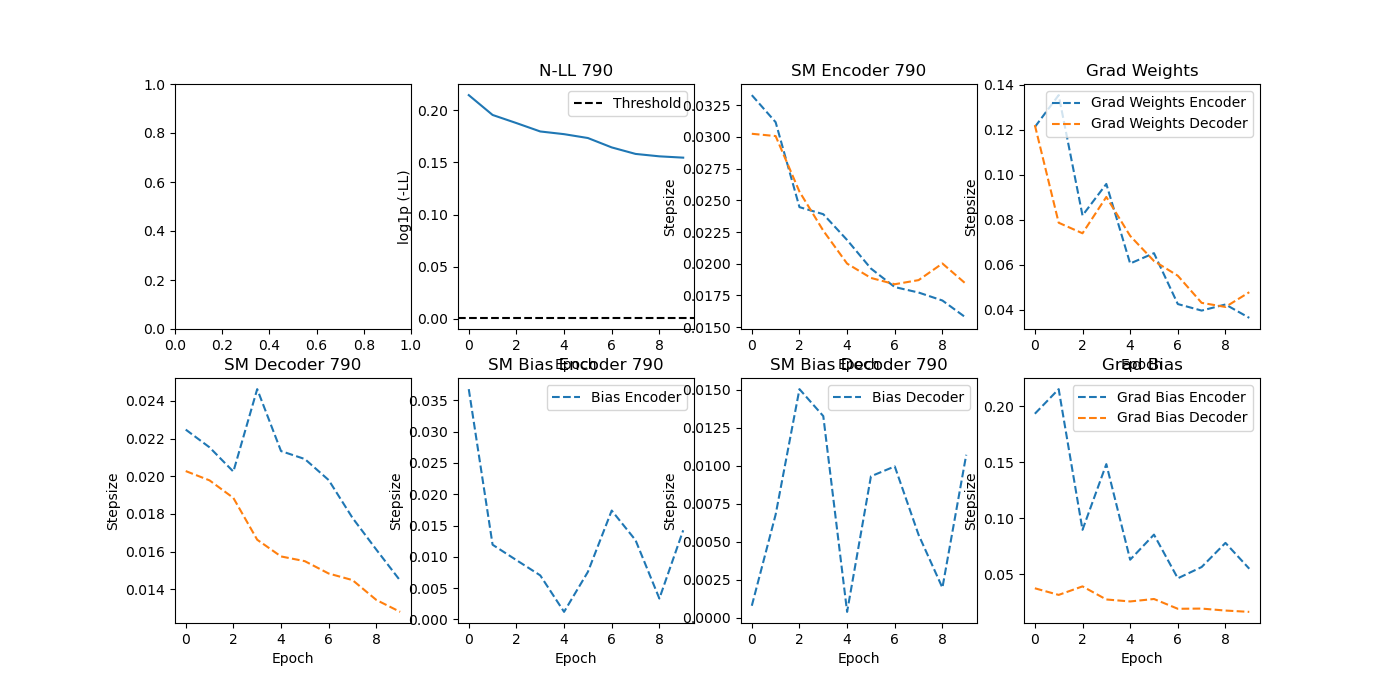 1.0
0.8
0.6
0.4
0.2
0.0
0.0 0.2 0.4 0.6 0.8 1.0
N-LL 790
Threshold
log1p (-LL)
0.20
0.15
0.10
0.05
0.00
0 2 4 6 8
Epoch
SM Encoder 790
Stepsize
0.0325
0.0300
0.0275
0.0250
0.0225
0.0200
0.0175
0.0150
0 2 4 6 8
Epoch
Grad Weights
Grad Weights Encoder
Grad Weights Decoder
Stepsize
0.14
0.12
0.10
0.08
0.06
0.04
0 2 4 6 8
Epoch
SM Decoder 790
Stepsize
0.024
0.022
0.020
0.018
0.016
0.014
0 2 4 6 8
Epoch
SM Bias Encoder 790
Bias Encoder
Stepsize
0.035
0.030
0.025
0.020
0.015
0.010
0.005
0.000
0 2 4 6 8
Epoch
SM Bias Decoder 790
Bias Decoder
Stepsize
0.0150
0.0125
0.0100
0.0075
0.0050
0.0025
0.0000
0 2 4 6 8
Epoch
Grad Bias
Grad Bias Encoder
Grad Bias Decoder
Stepsize
0.20
0.15
0.10
0.05
0 2 4 6 8
Epoch